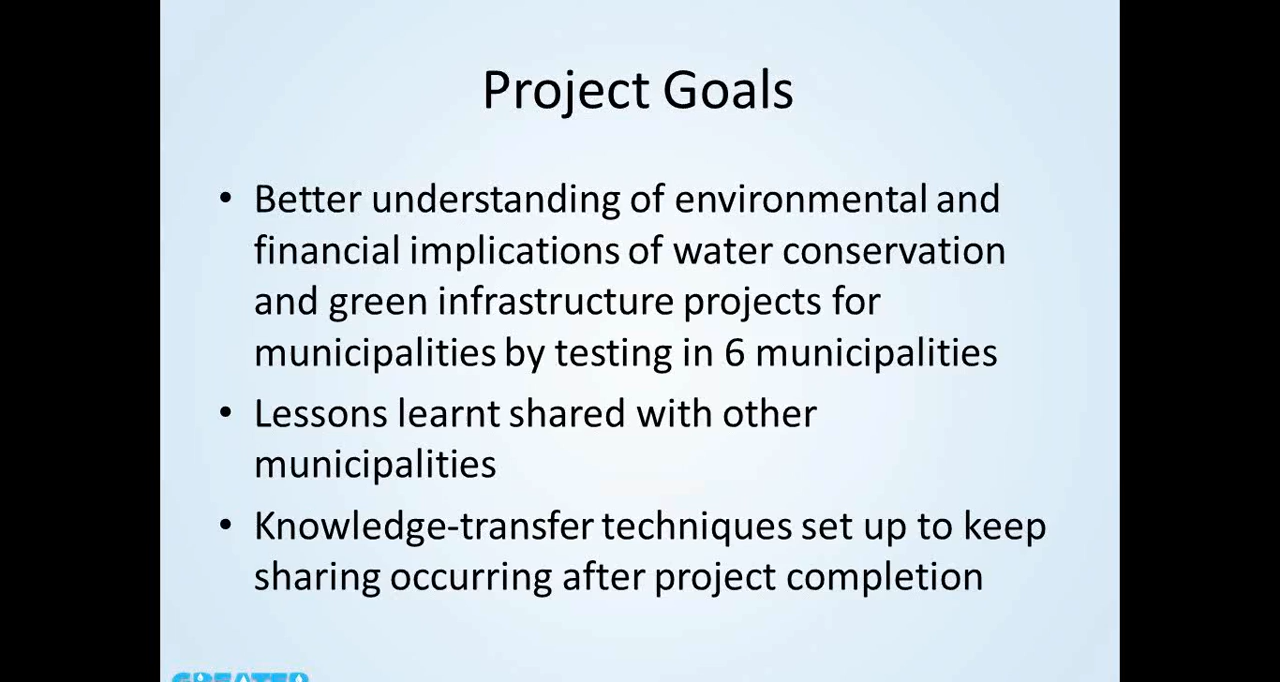 Project Goals
• Better understanding of environmental and
financial implications of water conservation
and green infrastructure projects for
municipalities by testing in 6 municipalities
• Lessons learnt shared with other
municipalities
• Knowledge-transfer techniques set up to keep
sharing occurring after project completion
GREATER